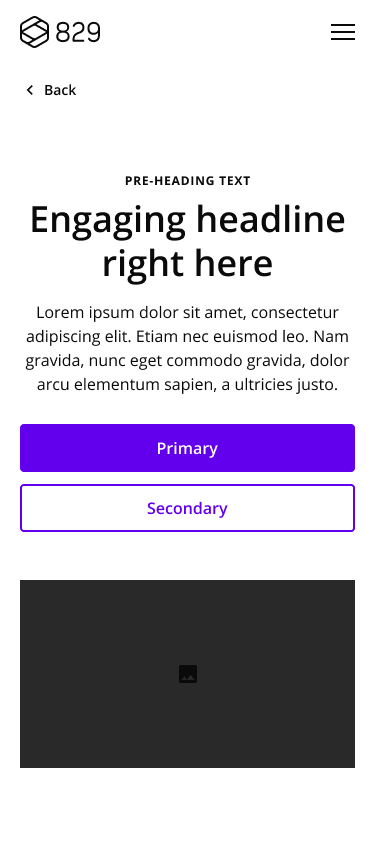 829
Back
PRE-HEADING TEXT
Engaging headline
right here
Lorem ipsum dolor sit amet, consectetur
adipiscing elit. Etiam nec euismod leo. Nam
gravida, nunc eget commodo gravida, dolor
arcu elementum sapien, a ultricies justo.
Primary
Secondary